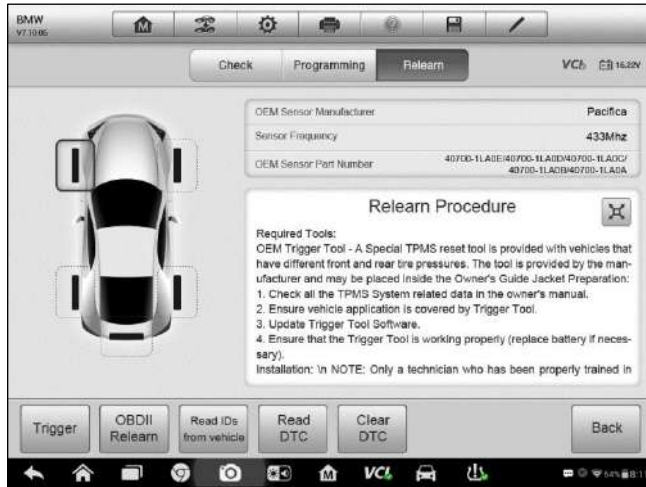 BMW
V7.10.06
Check Programming Relearn VCI 16.22V
OEM Sensor Manufacturer Pacifica
Sensor Frequency 433Mhz
OEM Sensor Part Number 40700-1LA0E/40700-1LA0D/40700-1LA0C/
40700-1LA0B/40700-1LA0A
Relearn Procedure
Required Tools:
OEM Trigger Tool - A Special TPMS reset tool is provided with vehicles that
have different front and rear tire pressures. The tool is provided by the man-
ufacturer and may be placed inside the Owner's Guide Jacket Preparation:
1. Check all the TPMS System related data in the owner's manual.
2. Ensure vehicle application is covered by Trigger Tool.
3. Update Trigger Tool Software.
4. Ensure that the Trigger Tool is working properly (replace battery if neces-
sary).
Installation: \n NOTE: Only a technician who has been properly trained in
Trigger
OBDII
Relearn
Read IDs
from vehicle
Read
DTC
Clear
DTC
Back
VCI 64% 8:11